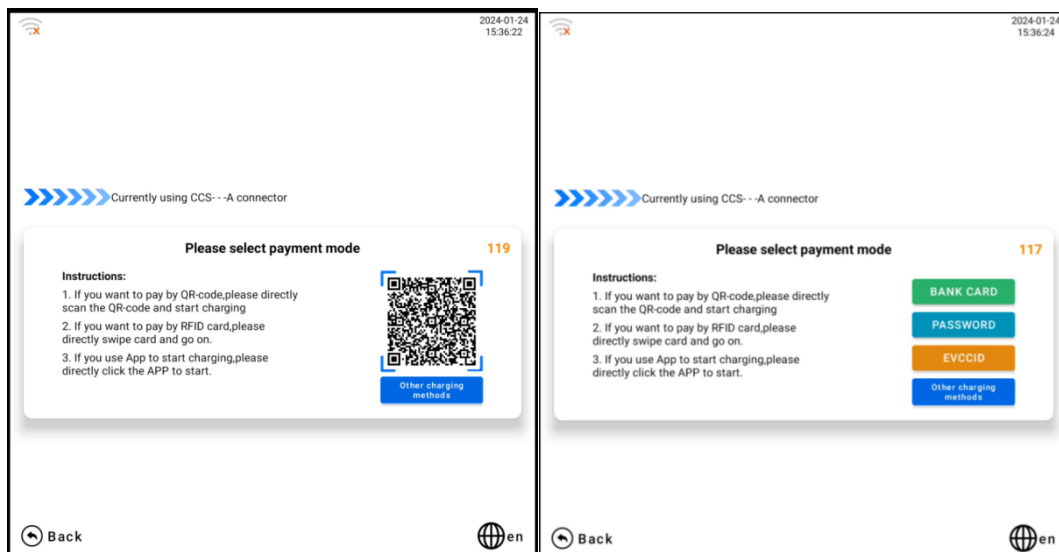 2024-01-24
15:36:22
Currently using CCS- - -A connector
Please select payment mode
119
Instructions:
1. If you want to pay by QR-code,please directly
scan the QR-code and start charging
2. If you want to pay by RFID card,please
directly swipe card and go on.
3. If you use App to start charging,please
directly click the APP to start.
Other charging
methods
Back
en
2024-01-24
15:36:24
Currently using CCS- - -A connector
Please select payment mode
117
Instructions:
1. If you want to pay by QR-code,please directly
scan the QR-code and start charging
2. If you want to pay by RFID card,please
directly swipe card and go on.
3. If you use App to start charging,please
directly click the APP to start.
BANK CARD
PASSWORD
EVCCID
Other charging
methods
Back
en